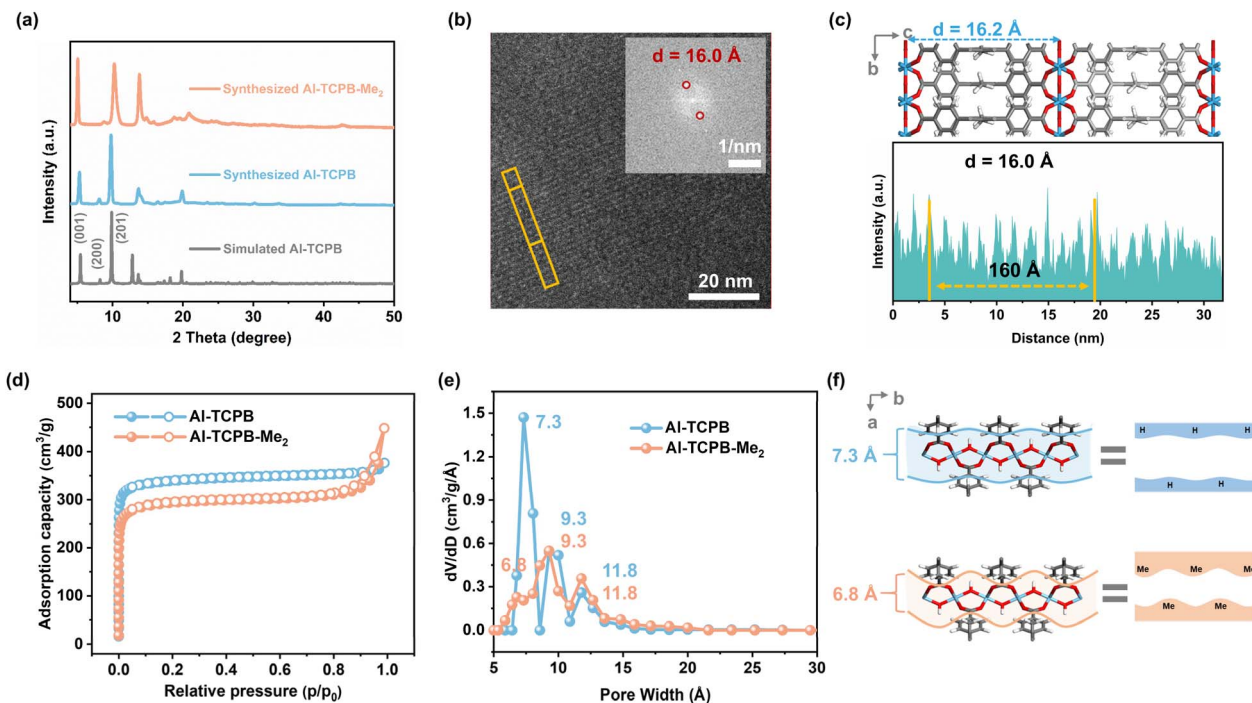 (a)
Intensity (a.u.)
Synthesized Al-TCPB-Me₂
Synthesized Al-TCPB
Simulated Al-TCPB
(001)
(200)
(201)
10 20 30 40 50
2 Theta (degree)
(b)
d = 16.0 Å
1/nm
20 nm
(c)
c
b
d = 16.2 Å
d = 16.0 Å
160 Å
Intensity (a.u.)
0 5 10 15 20 25 30
Distance (nm)
(d)
Adsorption capacity (cm³/g)
500
400
300
200
100
0
Al-TCPB
Al-TCPB-Me₂
0.0 0.2 0.4 0.6 0.8 1.0
Relative pressure (p/p₀)
(e)
dV/dD (cm³/g/Å)
1.5
1.2
0.9
0.6
0.3
0.0
7.3
Al-TCPB
Al-TCPB-Me₂
9.3
9.3
6.8
11.8
11.8
5 10 15 20 25 30
Pore Width (Å)
(f)
b
a
7.3 Å
H H H
H H
6.8 Å
Me Me Me
Me Me